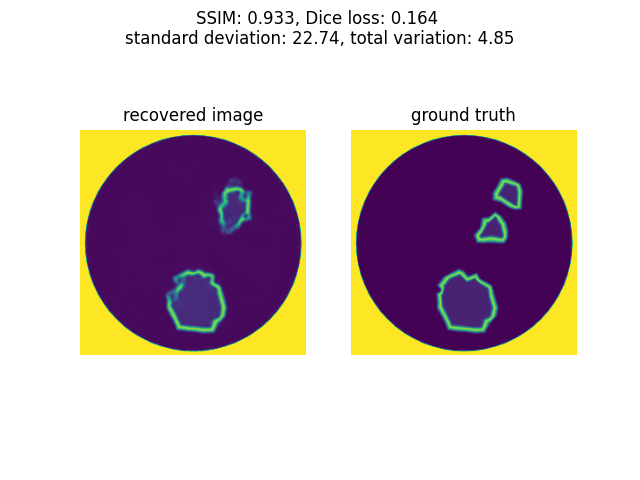 SSIM: 0.933, Dice loss: 0.164
standard deviation: 22.74, total variation: 4.85
recovered image
ground truth